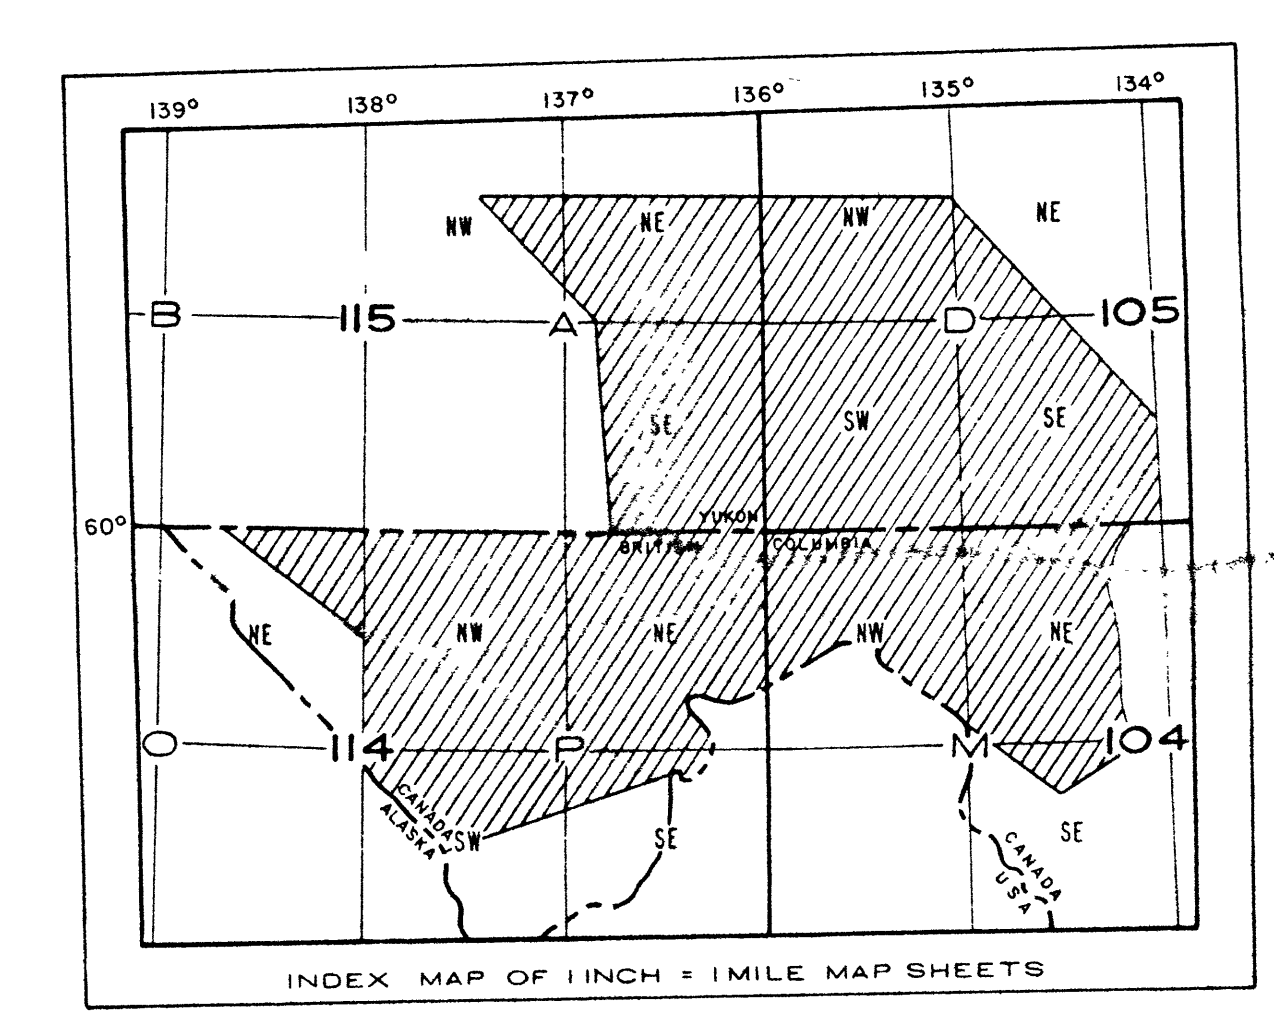 139° 138° 137° 136° 135° 134°
NW NE NW NE
B 115 A D 105
SE SW SE
YUKON
60°
BRITISH COLUMBIA
NE NW NE NW NE
O 114 P M 104
CANADA
ALASKA
SW SE SE
CANADA
USA
INDEX MAP OF 1 INCH = 1 MILE MAP SHEETS